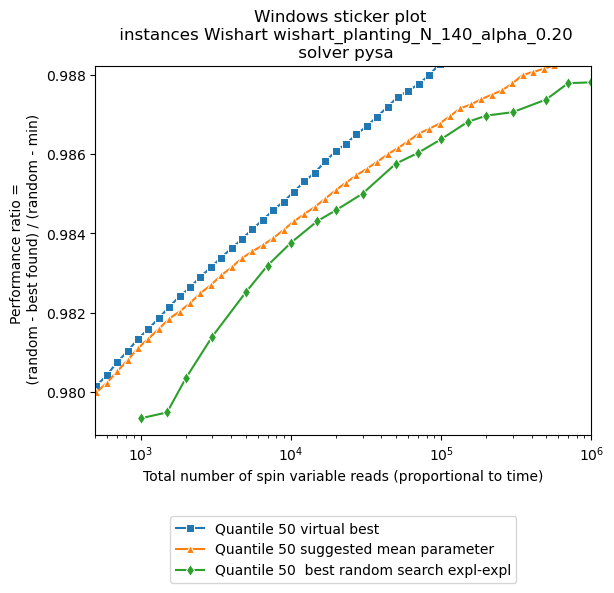 Windows sticker plot
instances Wishart wishart_planting_N_140_alpha_0.20
solver pysa
Performance ratio =
(random - best found) / (random - min)
0.988
0.986
0.984
0.982
0.980
10³
10⁴
10⁵
10⁶
Total number of spin variable reads (proportional to time)
Quantile 50 virtual best
Quantile 50 suggested mean parameter
Quantile 50  best random search expl-expl